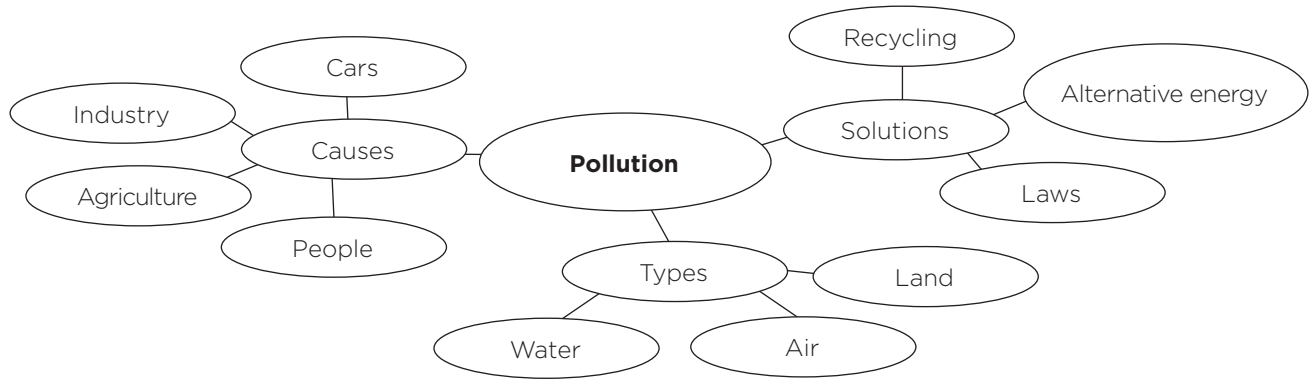 Recycling
Cars
Alternative energy
Industry
Solutions
Causes
Pollution
Agriculture
Laws
People
Types
Land
Water
Air